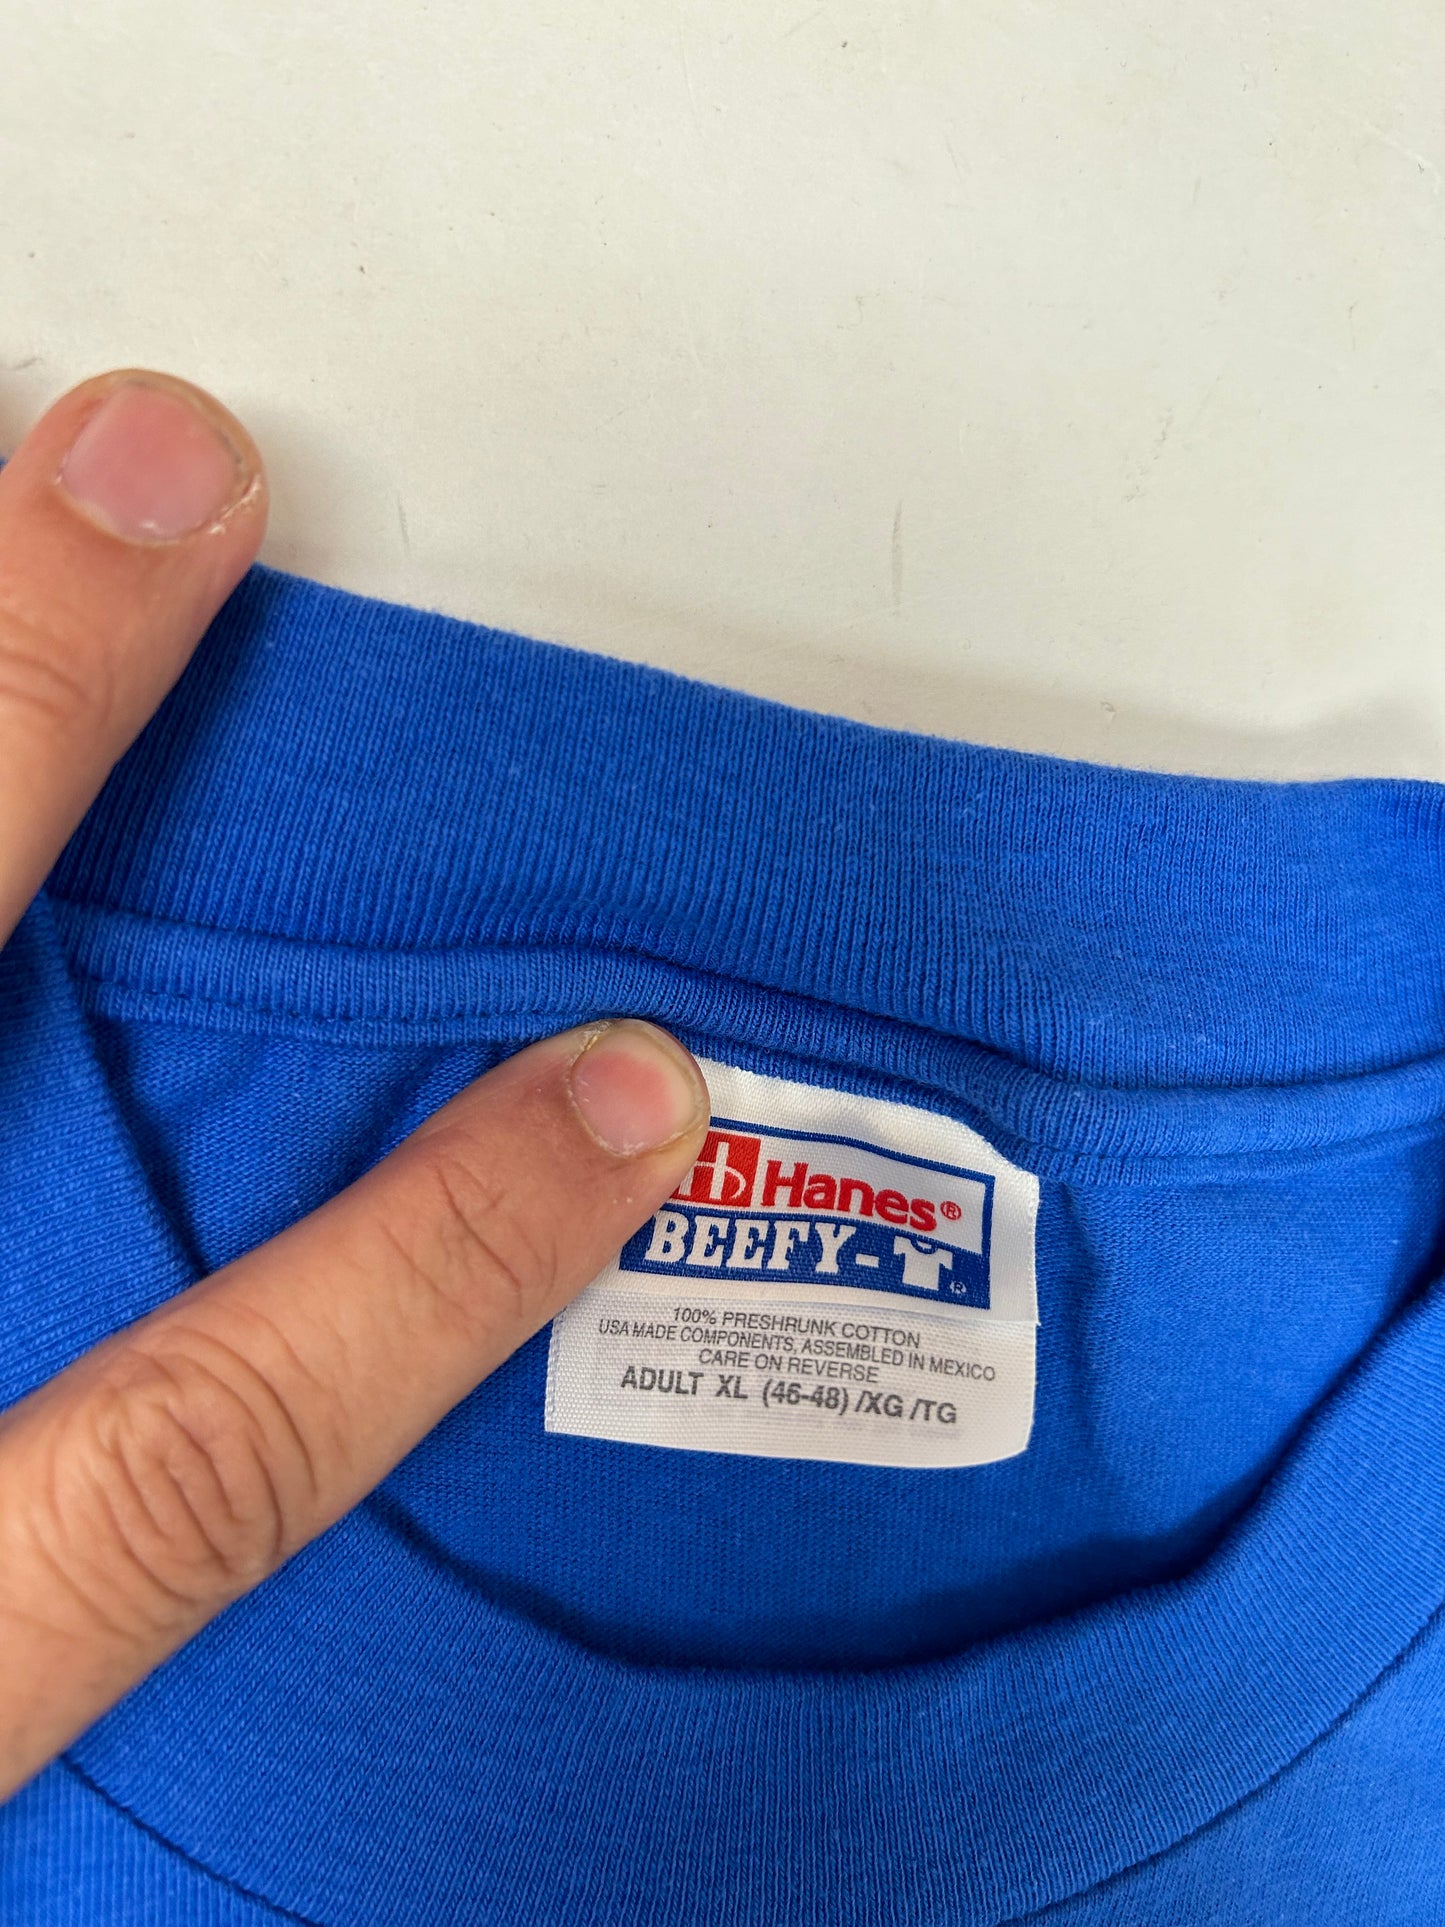 Hanes®
BEEFY-
®
100% PRESHRUNK COTTON
USA MADE COMPONENTS, ASSEMBLED IN MEXICO
CARE ON REVERSE
ADULT XL (46-48) /XG /TG